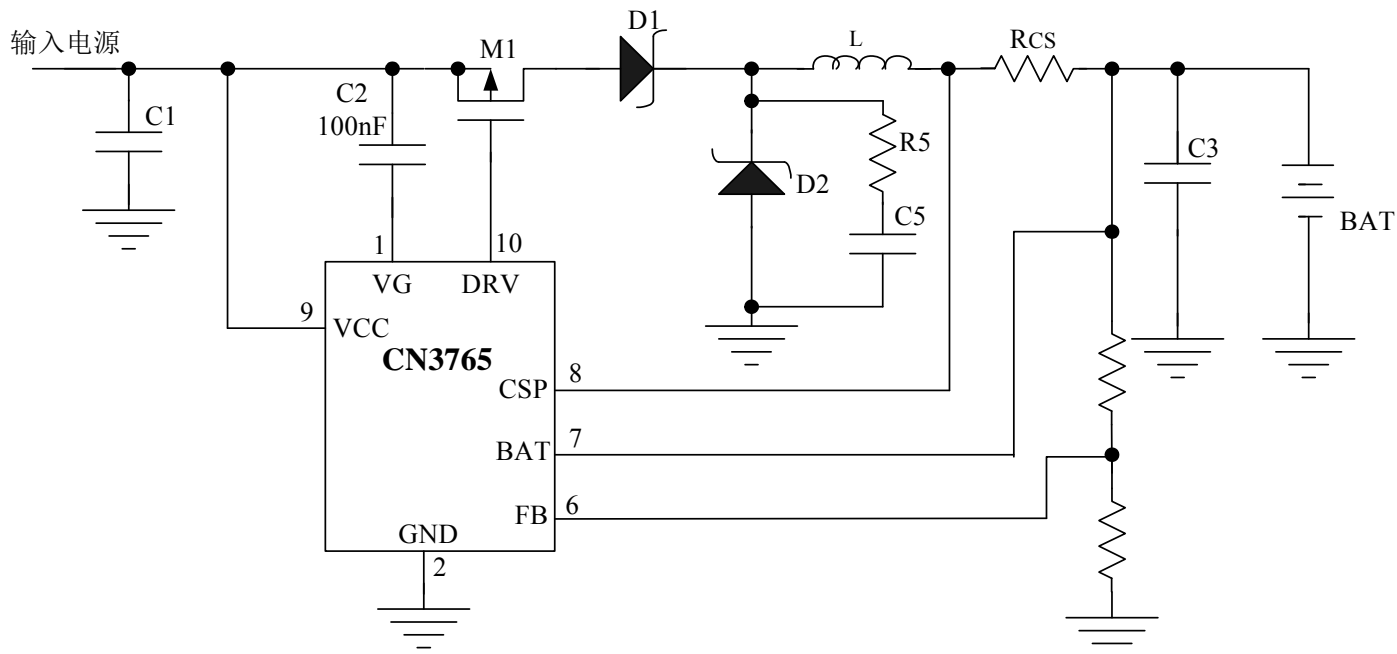 D1
输入电源
M1
L
RCS
C2
100nF
C1
R5
C3
D2
C5
BAT
1
10
VG
DRV
9
VCC
CN3765
CSP
8
BAT
7
FB
6
GND
2